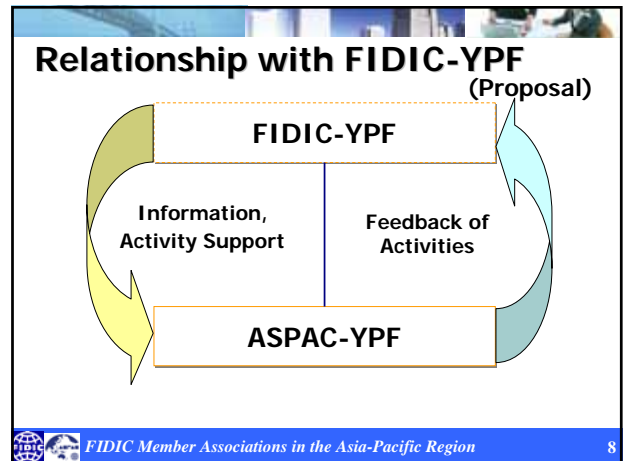 Relationship with FIDIC-YPF
(Proposal)
FIDIC-YPF
Information,
Activity Support
Feedback of
Activities
ASPAC-YPF
FIDIC
FIDIC Member Associations in the Asia-Pacific Region
8